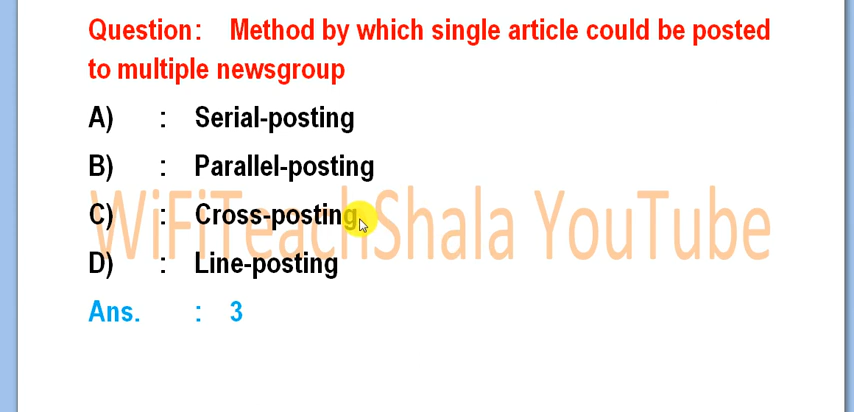 Question: Method by which single article could be posted
to multiple newsgroup
A) : Serial-posting
B) : Parallel-posting
C) : Cross-posting
D) : Line-posting
Ans. : 3
WiFiTeachShala YouTube